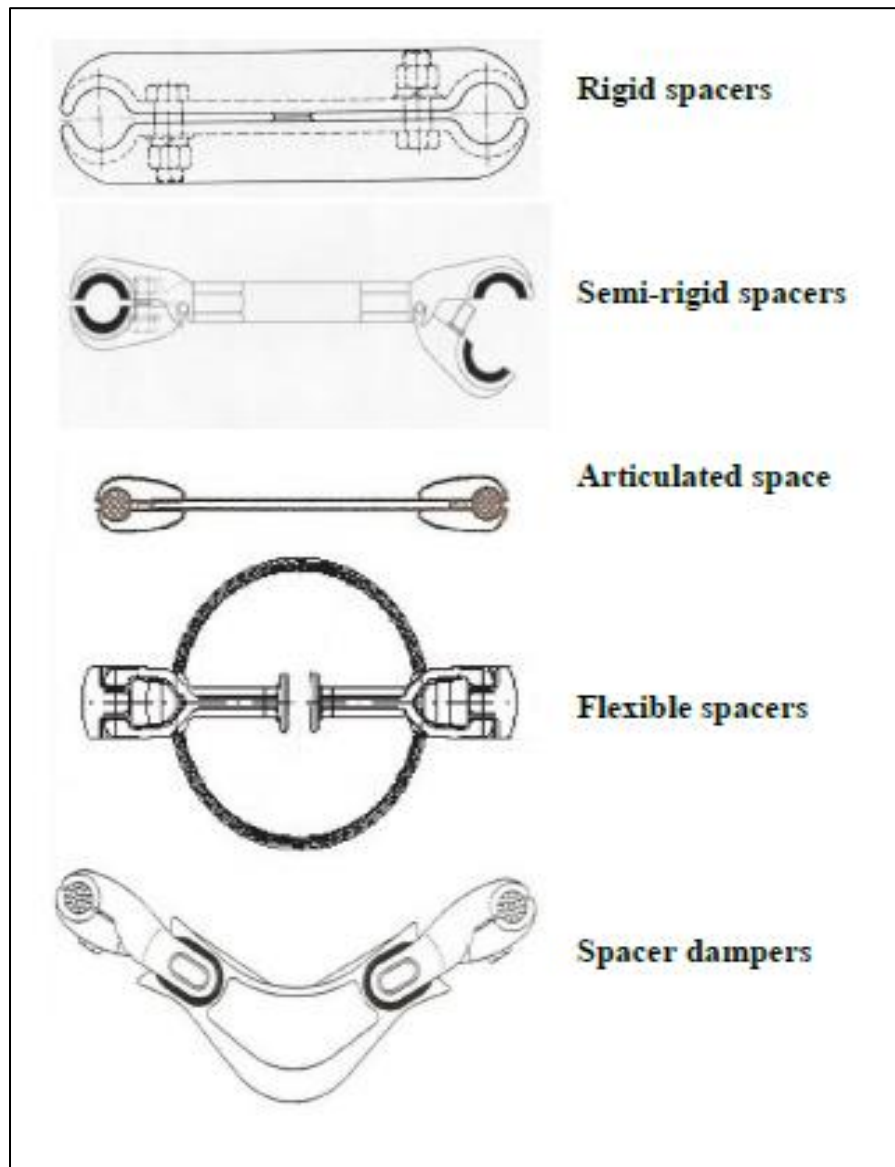 Rigid spacers
Semi-rigid spacers
Articulated space
Flexible spacers
Spacer dampers